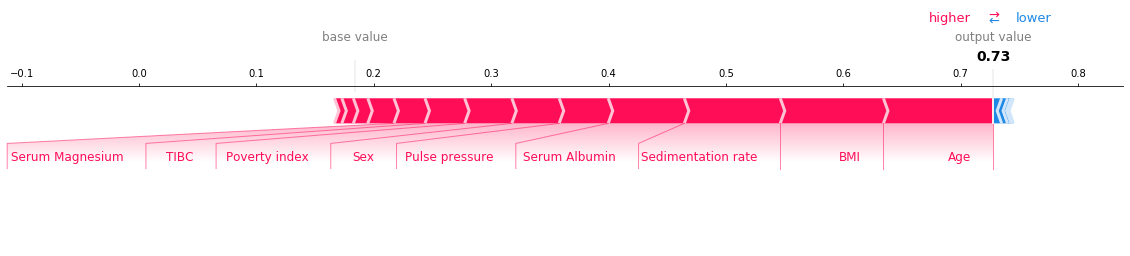 higher ⇄ lower
base value output value
0.73
−0.1 0.0 0.1 0.2 0.3 0.4 0.5 0.6 0.7 0.8
Serum Magnesium TIBC Poverty index Sex Pulse pressure Serum Albumin Sedimentation rate BMI Age